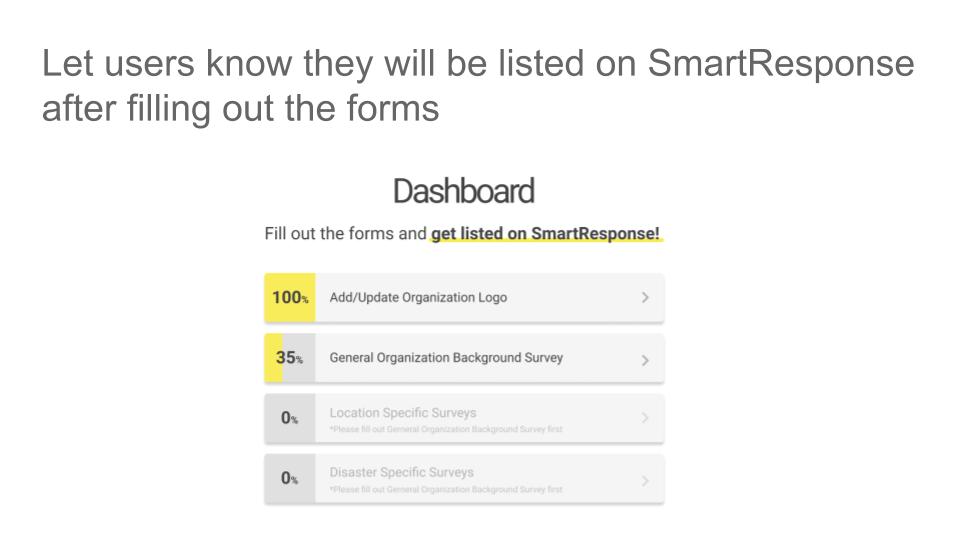 Let users know they will be listed on SmartResponse
after filling out the forms
Dashboard
Fill out the forms and get listed on SmartResponse!
100%
Add/Update Organization Logo
35%
General Organization Background Survey
0%
Location Specific Surveys
*Please fill out Gerneral Organization Background Survey first
0%
Disaster Specific Surveys
*Please fill out Gerneral Organization Background Survey first